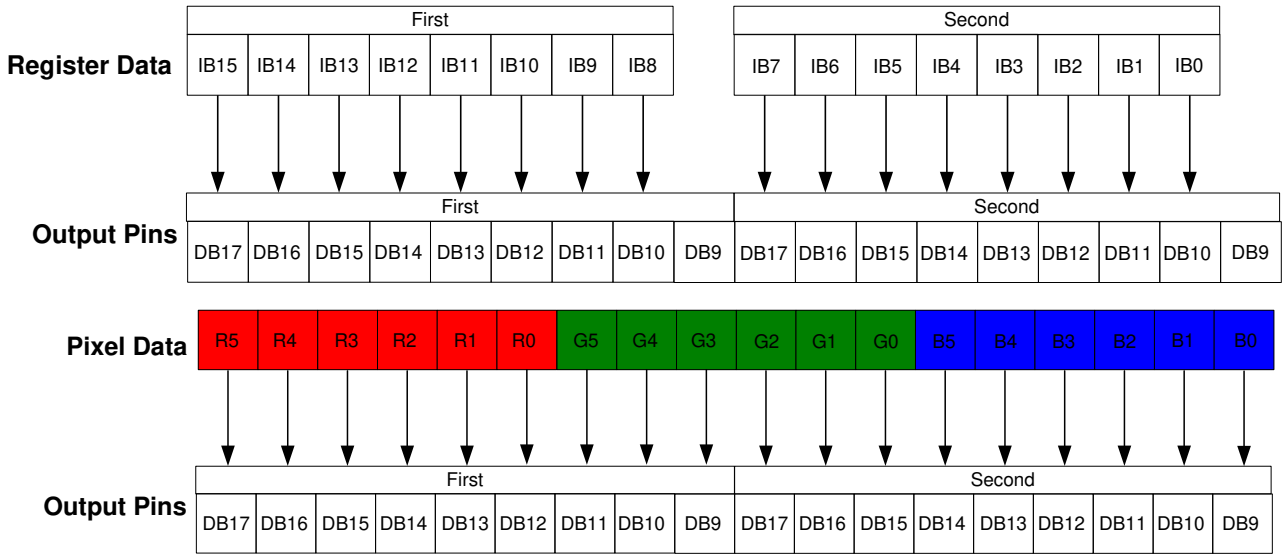 First Second
Register Data IB15 IB14 IB13 IB12 IB11 IB10 IB9 IB8 IB7 IB6 IB5 IB4 IB3 IB2 IB1 IB0
First Second
Output Pins DB17 DB16 DB15 DB14 DB13 DB12 DB11 DB10 DB9 DB17 DB16 DB15 DB14 DB13 DB12 DB11 DB10 DB9
Pixel Data R5 R4 R3 R2 R1 R0 G5 G4 G3 G2 G1 G0 B5 B4 B3 B2 B1 B0
First Second
Output Pins DB17 DB16 DB15 DB14 DB13 DB12 DB11 DB10 DB9 DB17 DB16 DB15 DB14 DB13 DB12 DB11 DB10 DB9